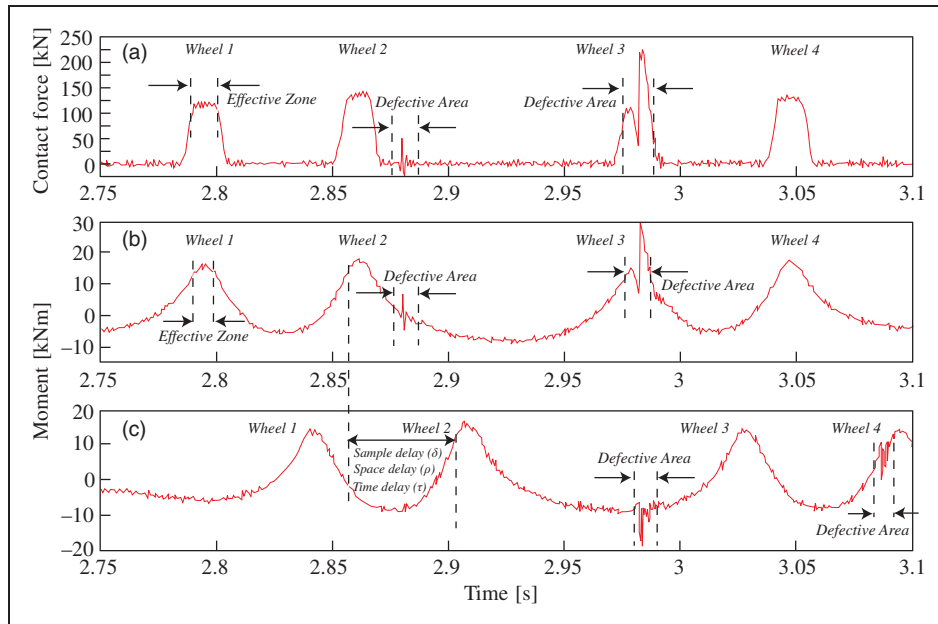 Contact force [kN]
250
200
150
100
50
0
(a)
Wheel 1
Wheel 2
Wheel 3
Wheel 4
Effective Zone
Defective Area
Defective Area
2.75 2.8 2.85 2.9 2.95 3 3.05 3.1
Moment [kNm]
30
20
10
0
−10
(b)
Wheel 1
Wheel 2
Wheel 3
Wheel 4
Defective Area
Defective Area
Effective Zone
2.75 2.8 2.85 2.9 2.95 3 3.05 3.1
20
10
0
−10
−20
(c)
Wheel 1
Wheel 2
Wheel 3
Wheel 4
Sample delay (δ)
Space delay (ρ)
Time delay (τ)
Defective Area
Defective Area
2.75 2.8 2.85 2.9 2.95 3 3.05 3.1
Time [s]